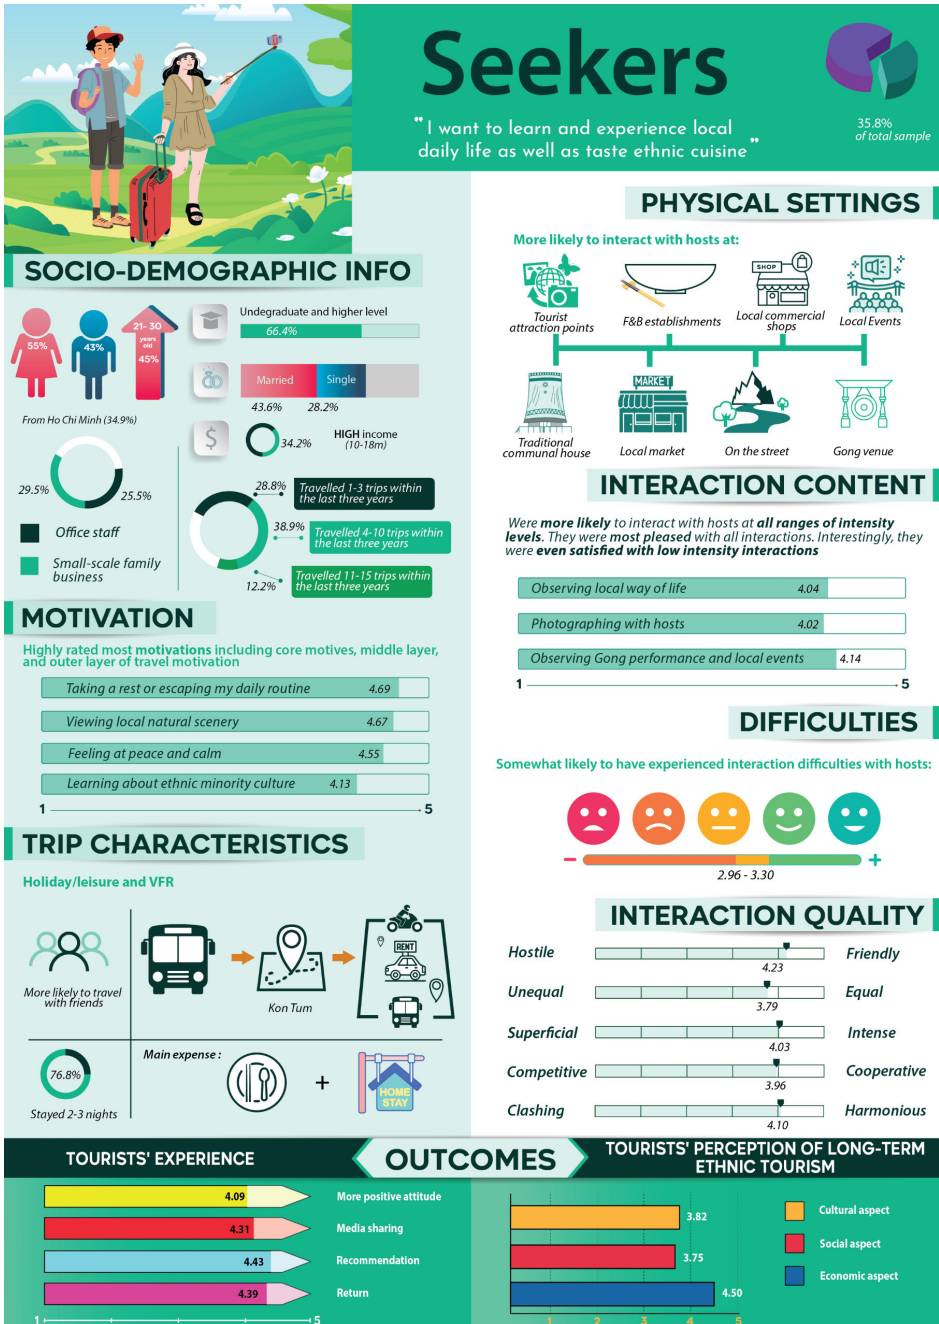 Seekers
" I want to learn and experience local
daily life as well as taste ethnic cuisine "
35.8%
of total sample
SOCIO-DEMOGRAPHIC INFO
55%
43%
21- 30
years
old
45%
Undegraduate and higher level
66.4%
Married
Single
43.6%
28.2%
From Ho Chi Minh (34.9%)
34.2%
HIGH income
(10-18m)
$
29.5%
25.5%
Office staff
Small-scale family
business
28.8%
Travelled 1-3 trips within
the last three years
38.9%
Travelled 4-10 trips within
the last three years
12.2%
Travelled 11-15 trips within
the last three years
MOTIVATION
Highly rated most motivations including core motives, middle layer,
and outer layer of travel motivation
Taking a rest or escaping my daily routine 4.69
Viewing local natural scenery 4.67
Feeling at peace and calm 4.55
Learning about ethnic minority culture 4.13
1 5
TRIP CHARACTERISTICS
Holiday/leisure and VFR
More likely to travel
with friends
Kon Tum
RENT
76.8%
Stayed 2-3 nights
Main expense :
+
HOME
STAY
PHYSICAL SETTINGS
More likely to interact with hosts at:
SHOP
Tourist
attraction points
F&B establishments
Local commercial
shops
Local Events
MARKET
Traditional
communal house
Local market
On the street
Gong venue
INTERACTION CONTENT
Were more likely to interact with hosts at all ranges of intensity
levels. They were most pleased with all interactions. Interestingly, they
were even satisfied with low intensity interactions
Observing local way of life 4.04
Photographing with hosts 4.02
Observing Gong performance and local events 4.14
1 5
DIFFICULTIES
Somewhat likely to have experienced interaction difficulties with hosts:
- +
2.96 - 3.30
INTERACTION QUALITY
Hostile Friendly
4.23
Unequal Equal
3.79
Superficial Intense
4.03
Competitive Cooperative
3.96
Clashing Harmonious
4.10
OUTCOMES
TOURISTS' EXPERIENCE
4.09 More positive attitude
4.31 Media sharing
4.43 Recommendation
4.39 Return
1 5
TOURISTS' PERCEPTION OF LONG-TERM
ETHNIC TOURISM
3.82
3.75
4.50
Cultural aspect
Social aspect
Economic aspect
1 2 3 4 5